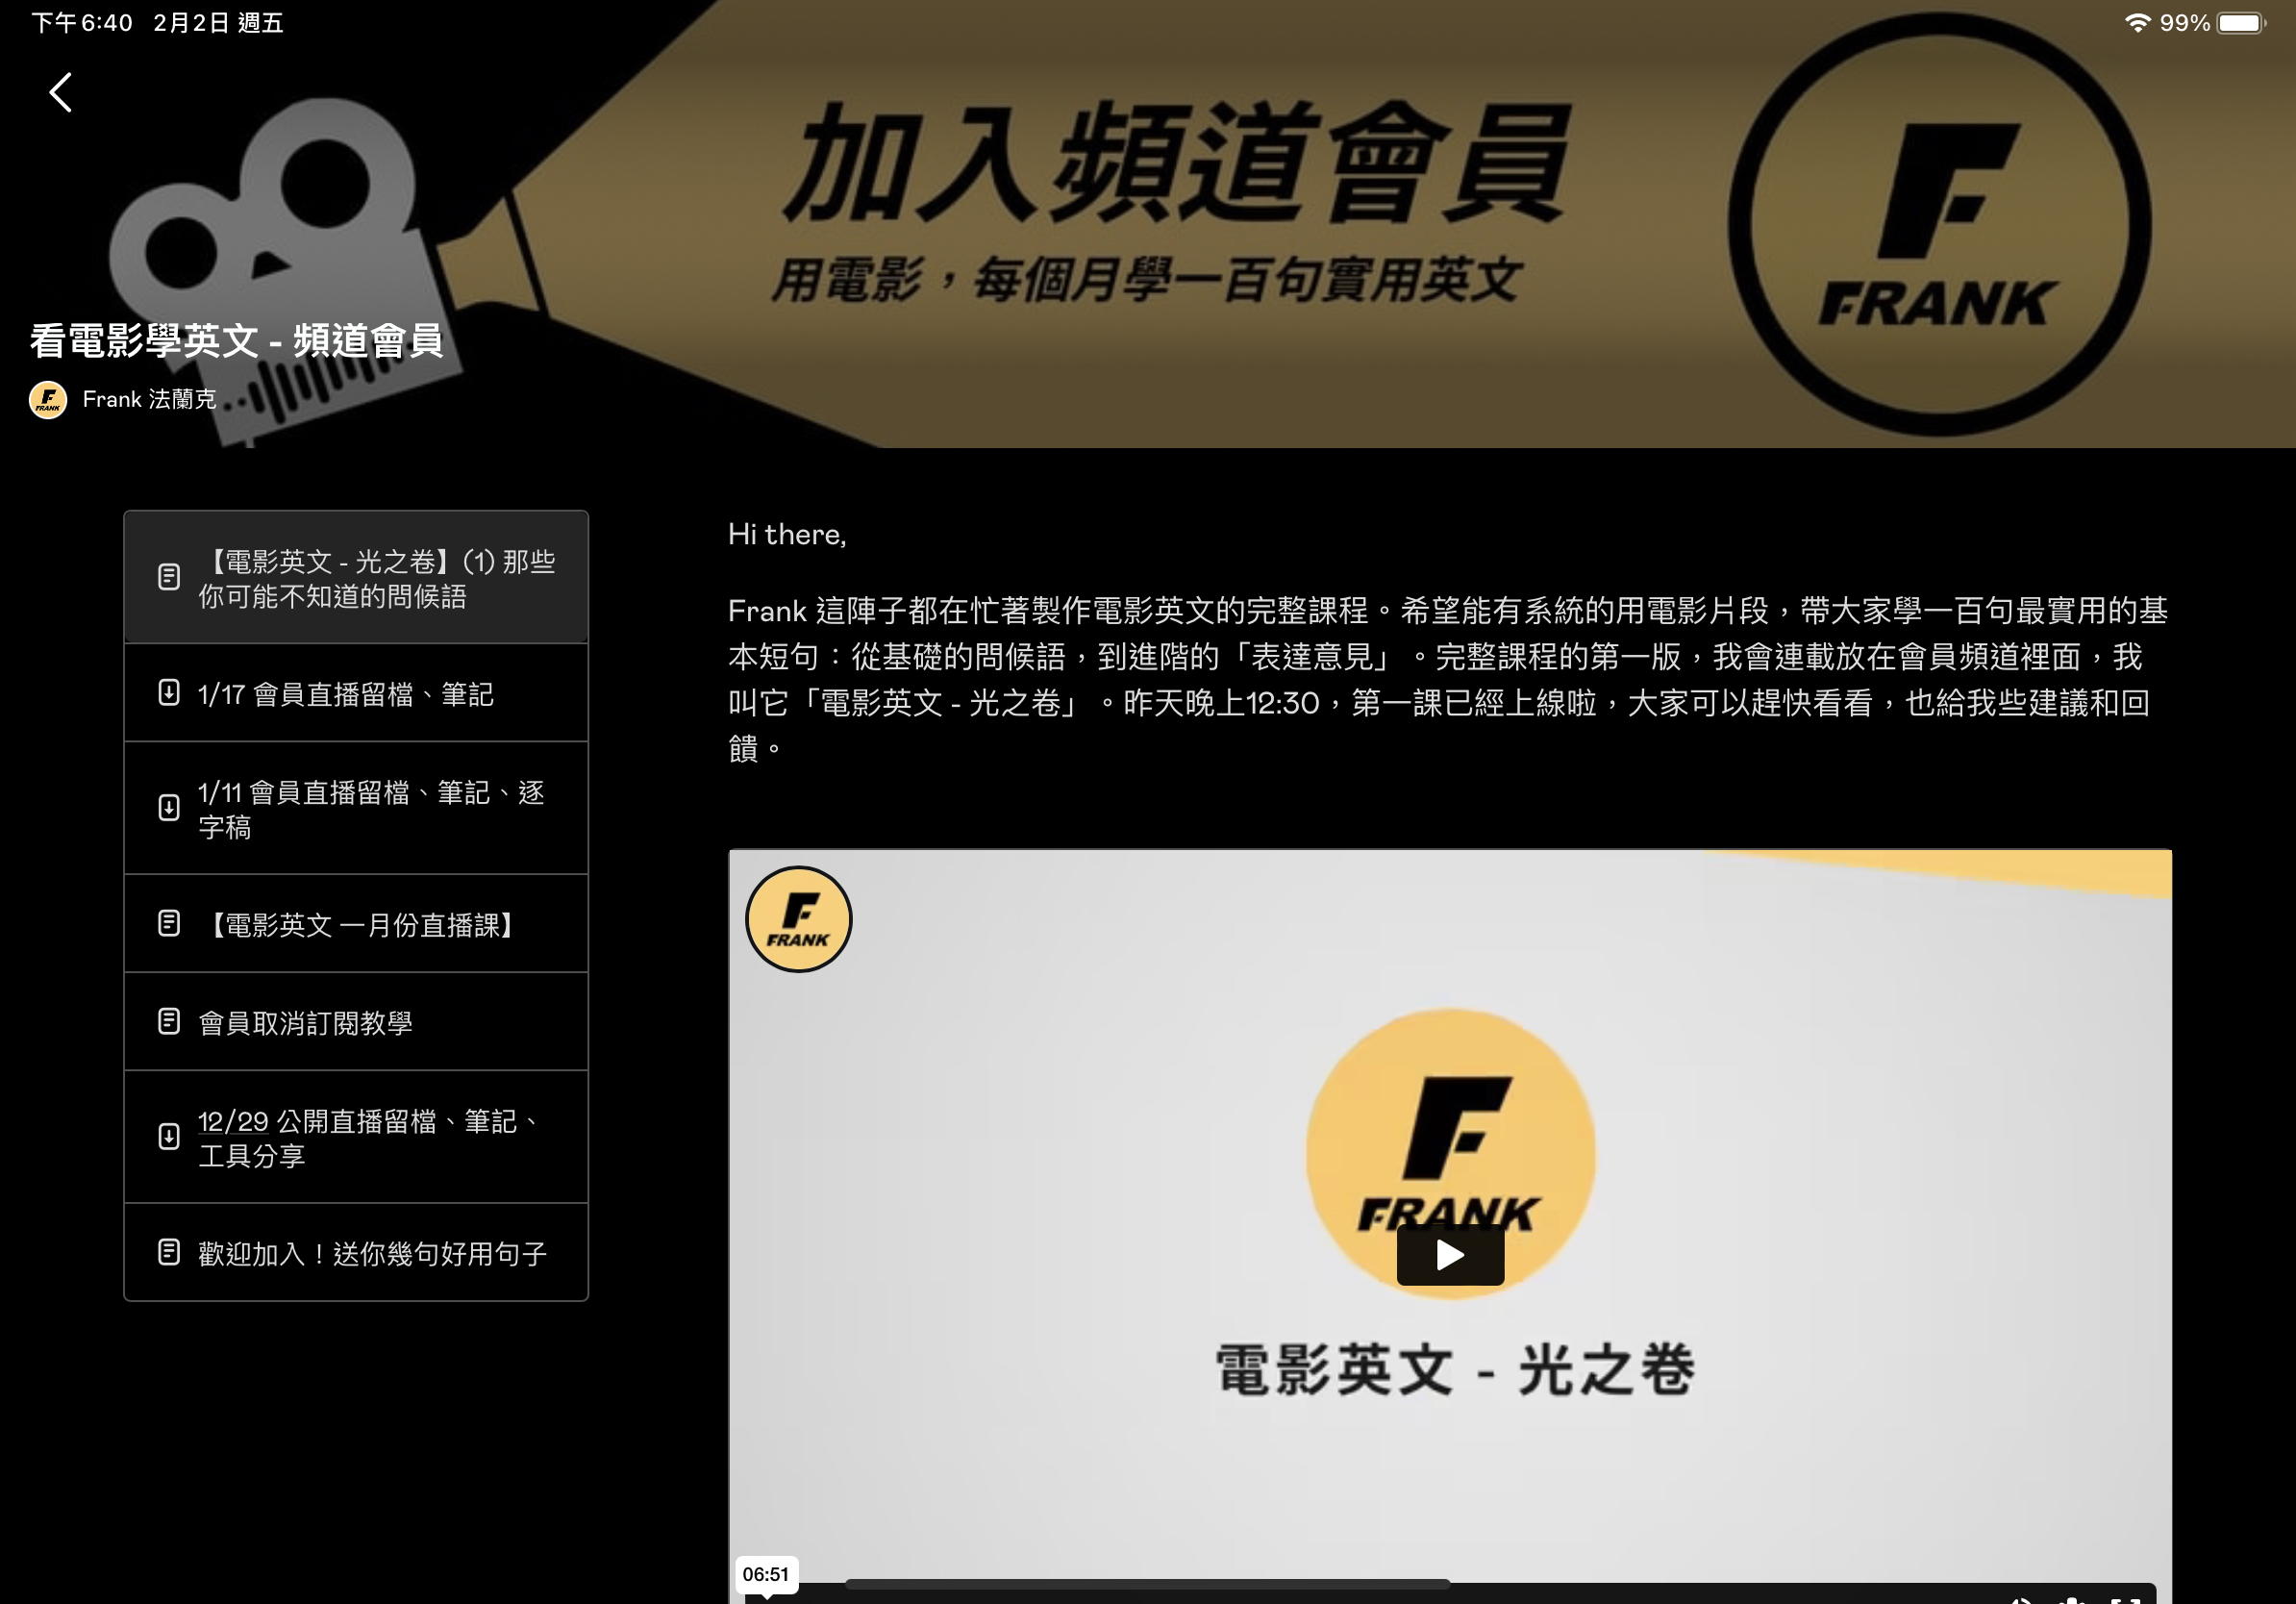 下午6:40 2月2日 週五
99%
加入頻道會員
用電影，每個月學一百句實用英文
F
FRANK
看電影學英文 - 頻道會員
F
FRANK
Frank 法蘭克
【電影英文 - 光之卷】(1) 那些
你可能不知道的問候語
1/17 會員直播留檔、筆記
1/11 會員直播留檔、筆記、逐
字稿
【電影英文 一月份直播課】
會員取消訂閱教學
12/29 公開直播留檔、筆記、
工具分享
歡迎加入！送你幾句好用句子
Hi there,
Frank 這陣子都在忙著製作電影英文的完整課程。希望能有系統的用電影片段，帶大家學一百句最實用的基
本短句：從基礎的問候語，到進階的「表達意見」。完整課程的第一版，我會連載放在會員頻道裡面，我
叫它「電影英文 - 光之卷」。昨天晚上12:30，第一課已經上線啦，大家可以趕快看看，也給我些建議和回
饋。
F
FRANK
F
FRANK
電影英文 - 光之卷
06:51